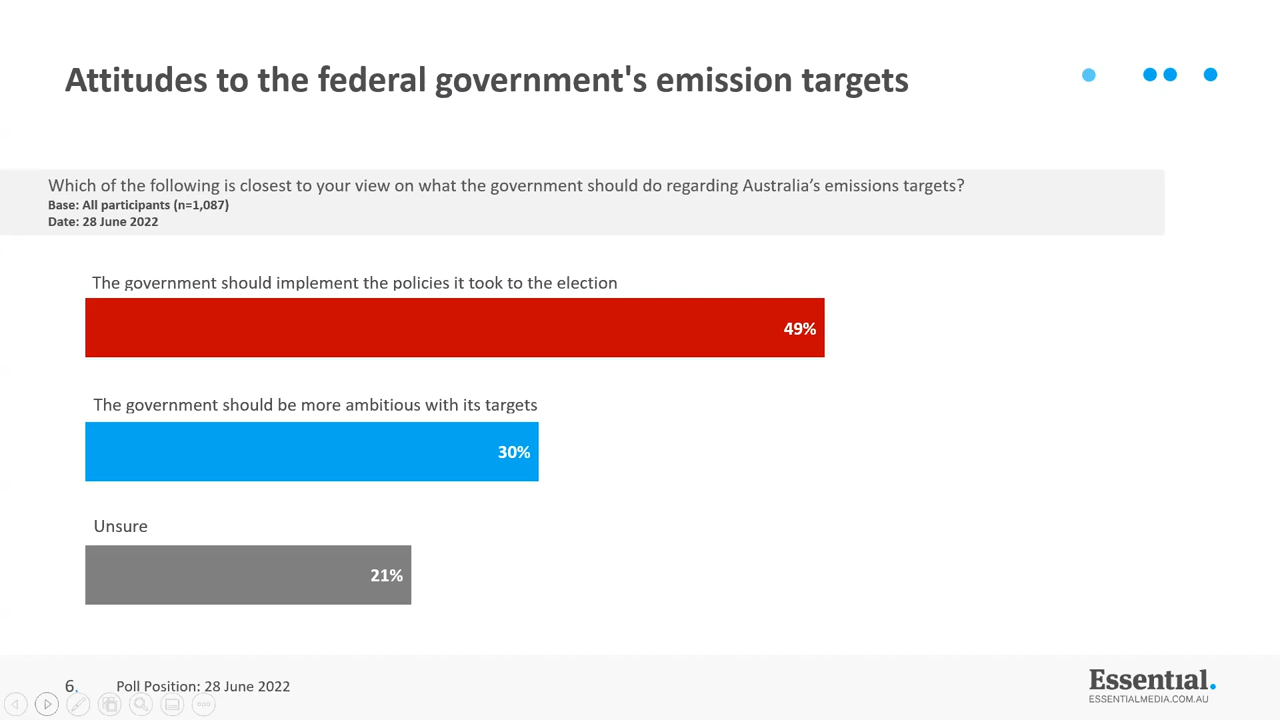 Attitudes to the federal government's emission targets
Which of the following is closest to your view on what the government should do regarding Australia’s emissions targets?
Base: All participants (n=1,087)
Date: 28 June 2022
The government should implement the policies it took to the election
49%
The government should be more ambitious with its targets
30%
Unsure
21%
6.
Poll Position: 28 June 2022
Essential.
ESSENTIALMEDIA.COM.AU